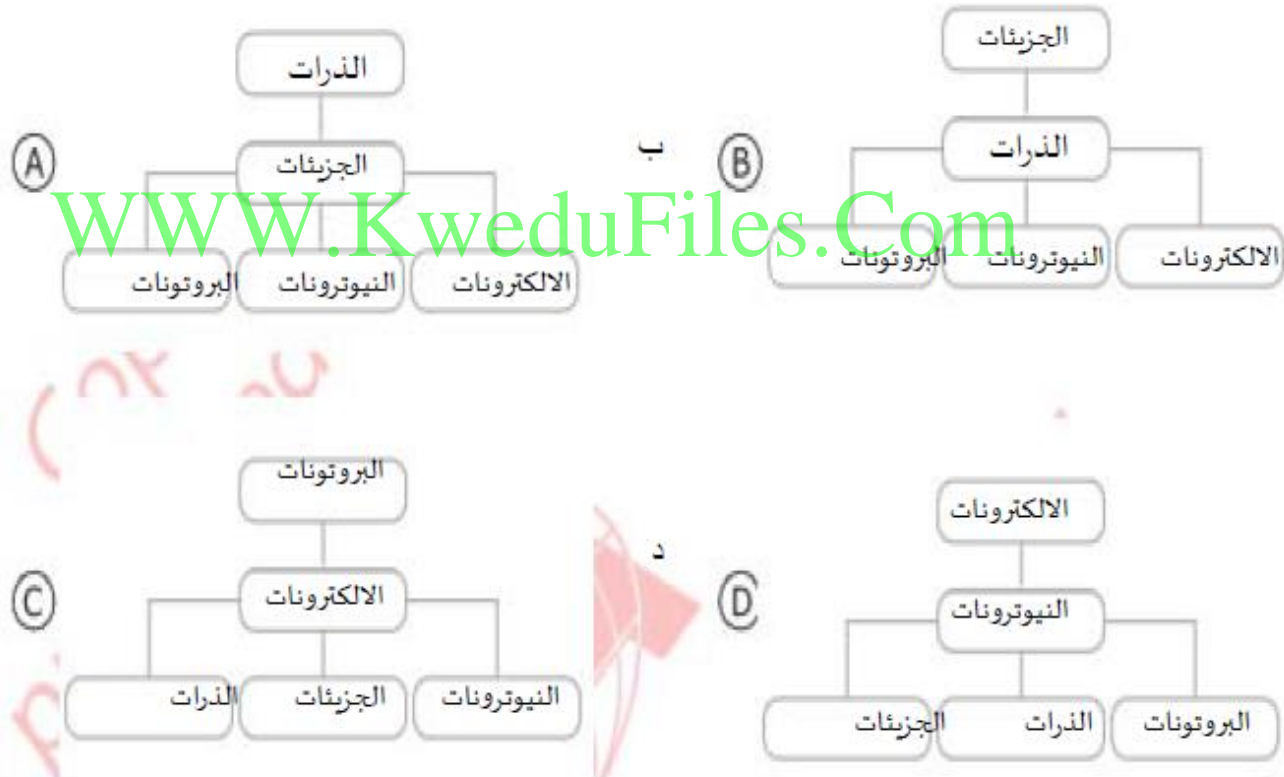 الذرات
A
الجزيئات
البروتونات
النيوترونات
الالكترونات
ب
B
الجزيئات
الذرات
البروتونات
النيوترونات
الالكترونات
WWW.KweduFiles.Com
C
البروتونات
الالكترونات
الذرات
الجزيئات
النيوترونات
د
D
الالكترونات
النيوترونات
الجزيئات
الذرات
البروتونات